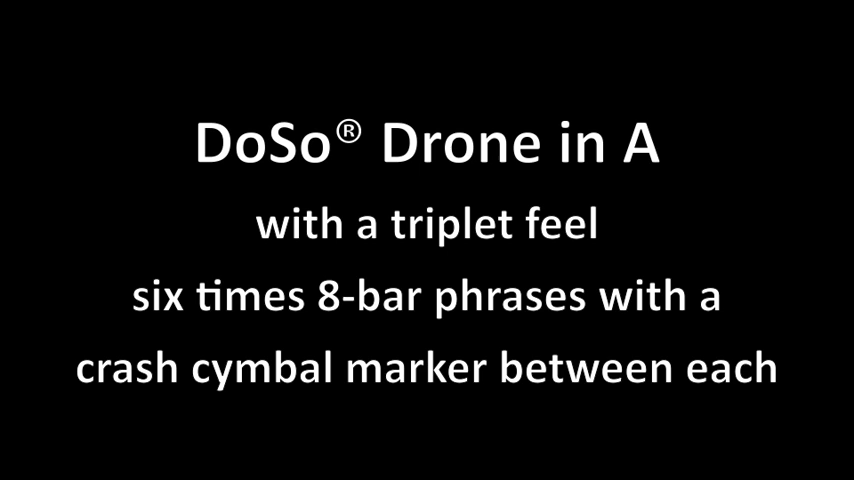 DoSo® Drone in A
with a triplet feel
six times 8-bar phrases with a
crash cymbal marker between each